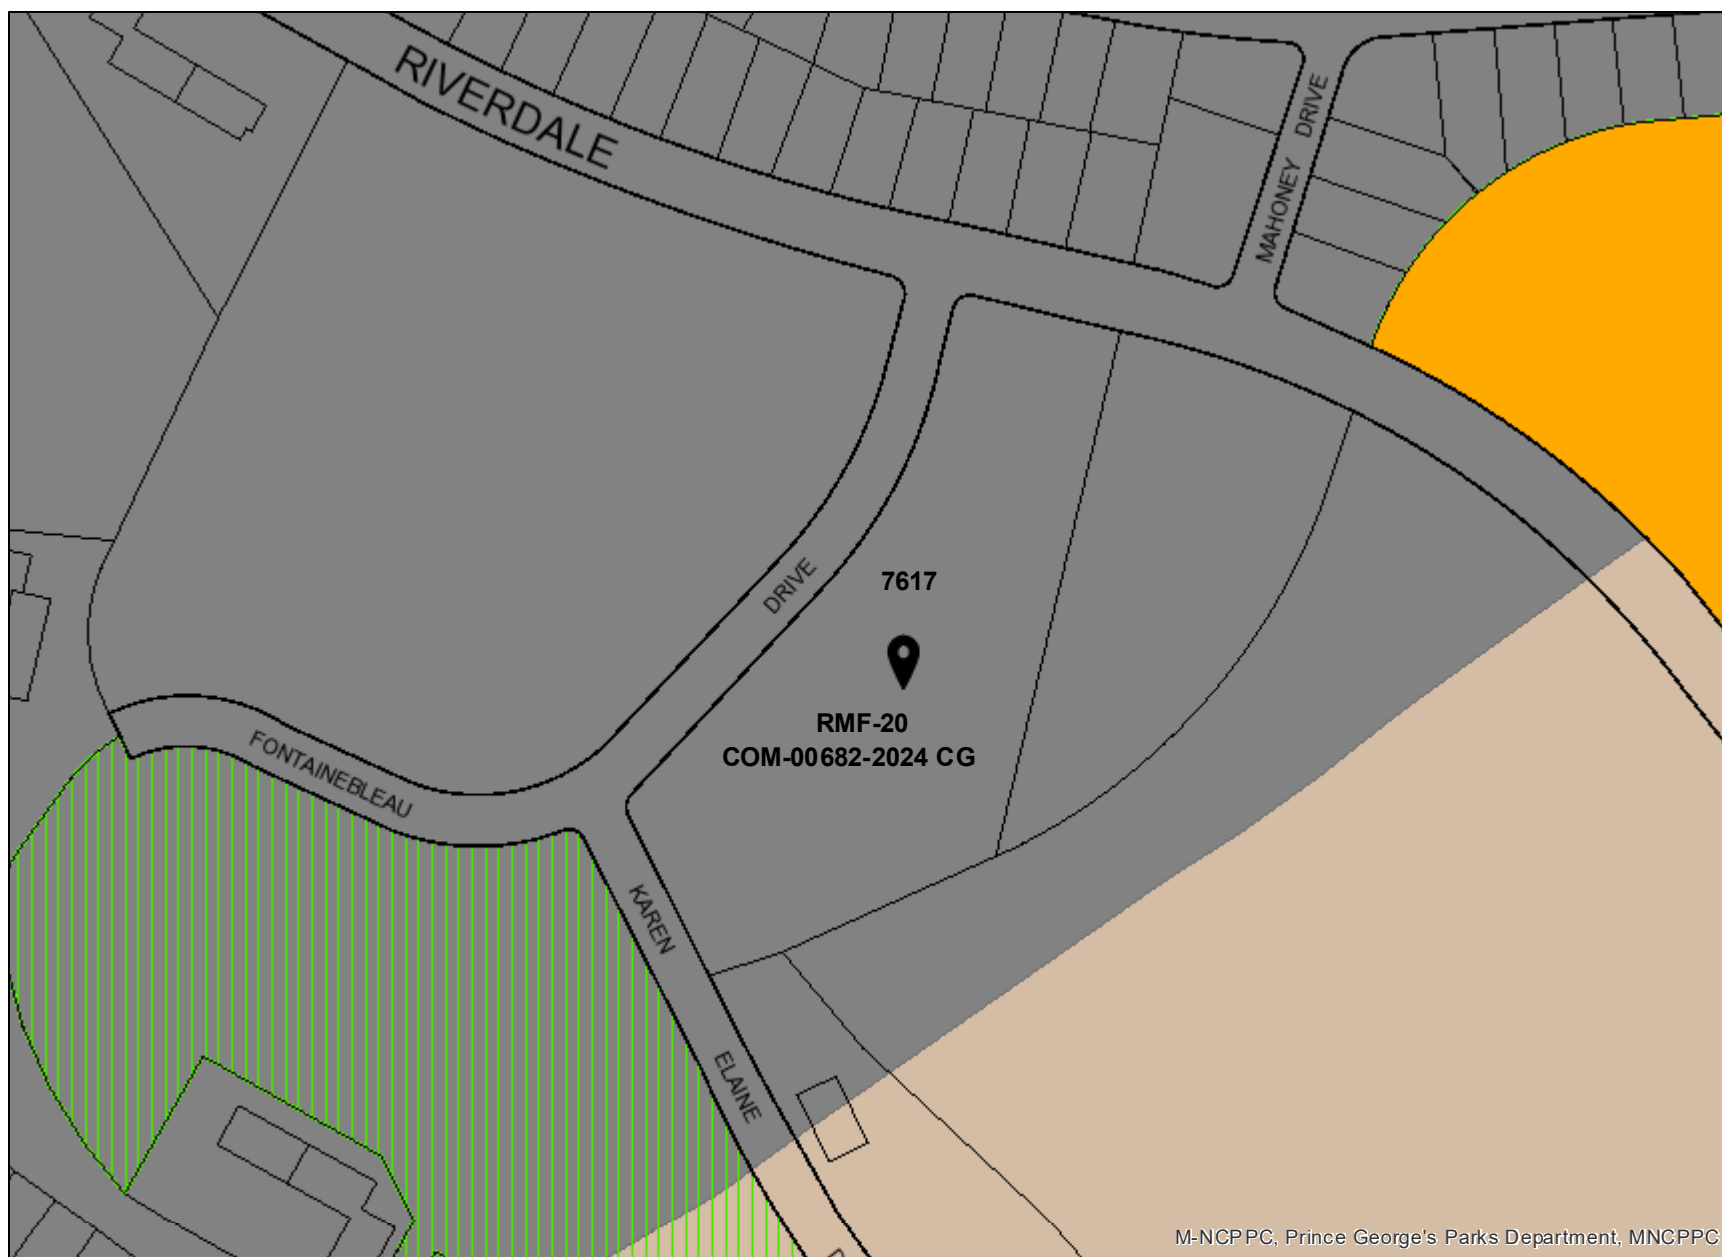 RIVERDALE
MAHONEY DRIVE
DRIVE
7617
RMF-20
COM-00682-2024 CG
FONTAINEBLEAU
KAREN
ELAINE
M-NCPPC, Prince George's Parks Department, MNCPPC